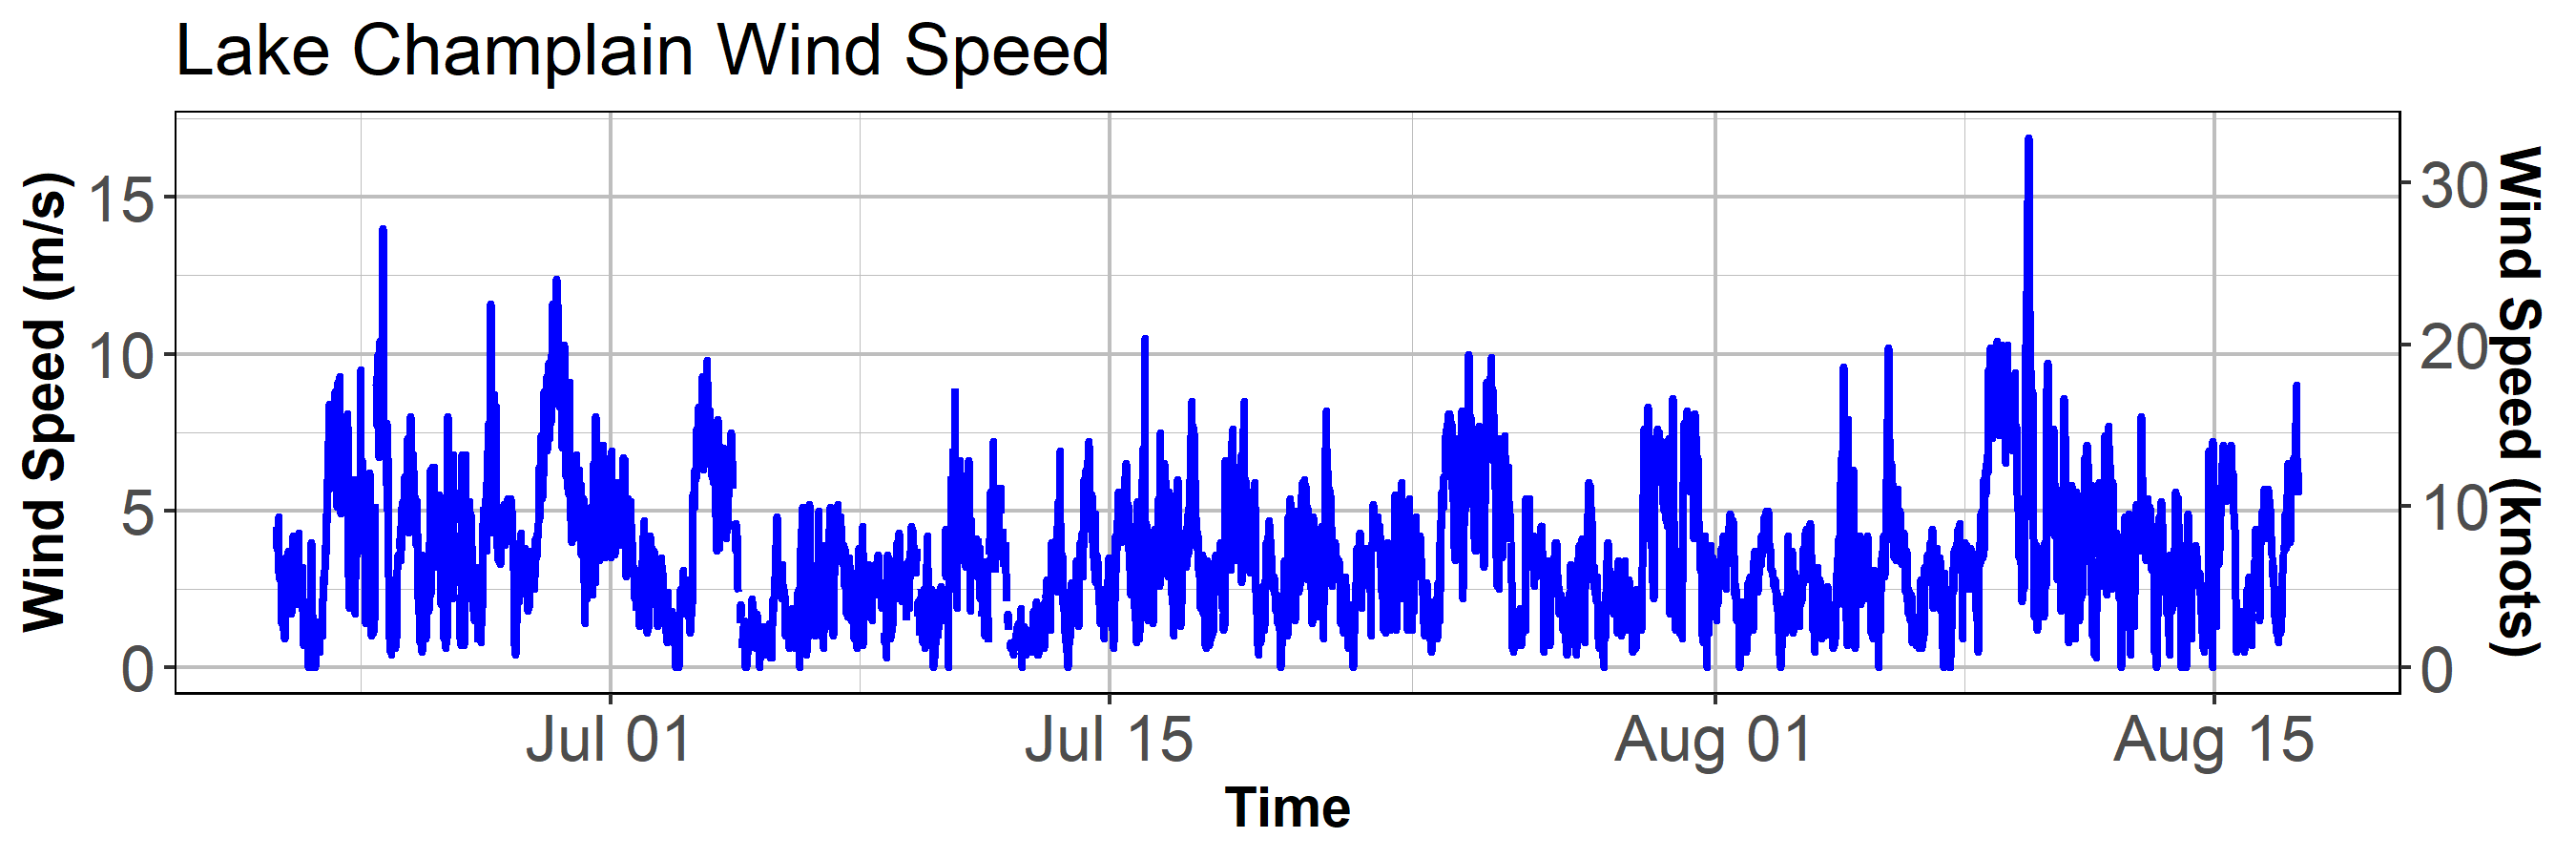 Lake Champlain Wind Speed
Wind Speed (m/s)
15
10
5
0
30
20
10
0
Wind Speed (knots)
Jul 01
Jul 15
Aug 01
Aug 15
Time